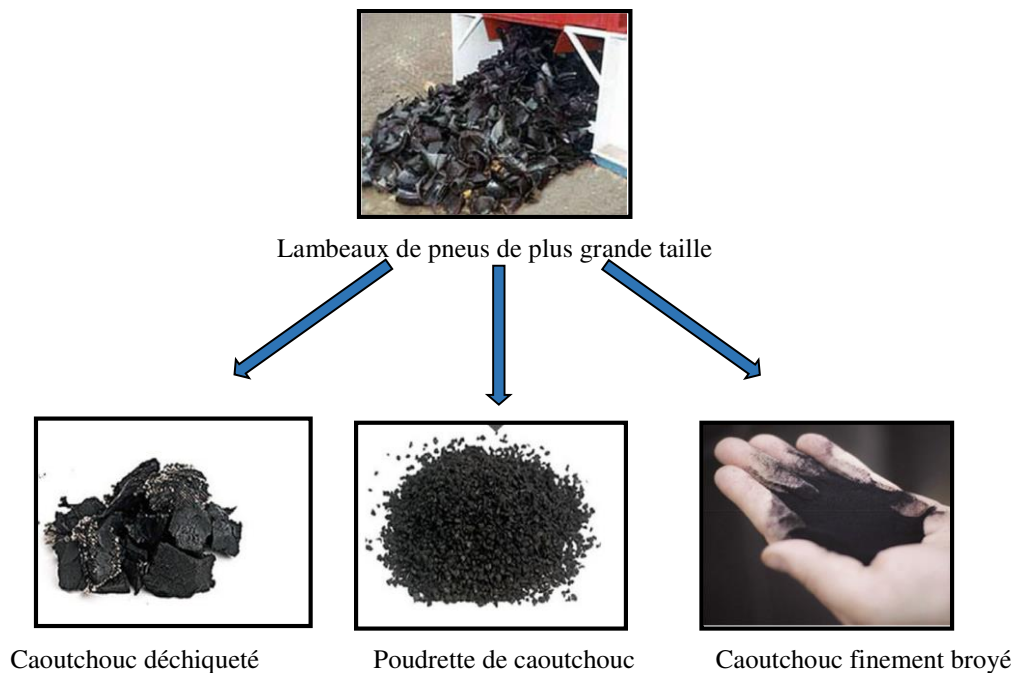 Lambeaux de pneus de plus grande taille
Caoutchouc déchiqueté
Poudrette de caoutchouc
Caoutchouc finement broyé